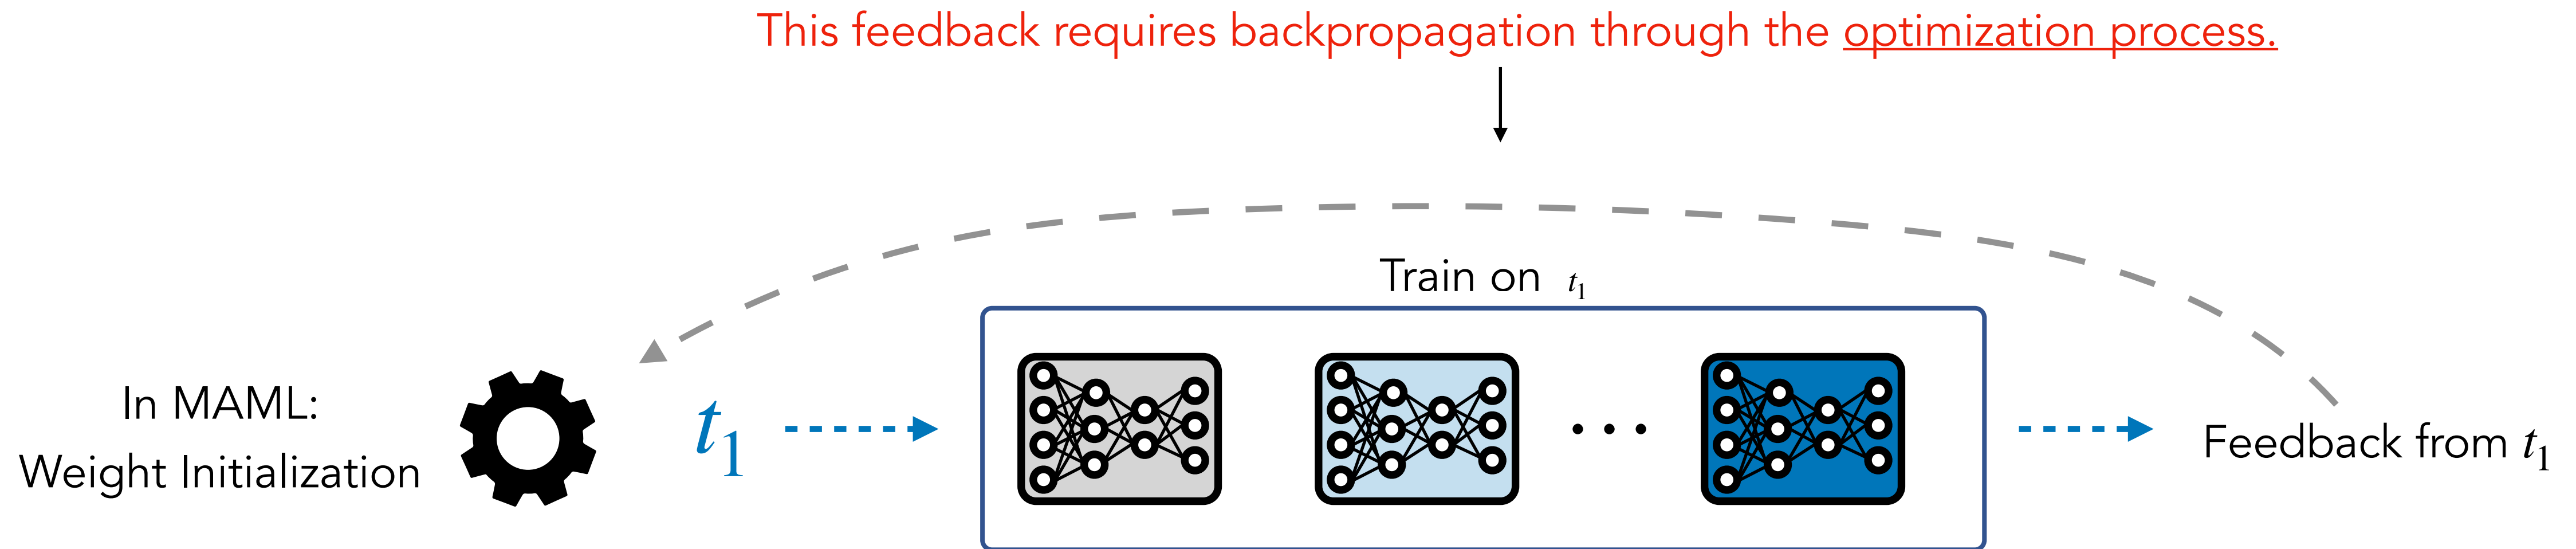 This feedback requires backpropagation through the optimization process.
Train on t₁
In MAML:
Weight Initialization
t₁
. . .
Feedback from t₁